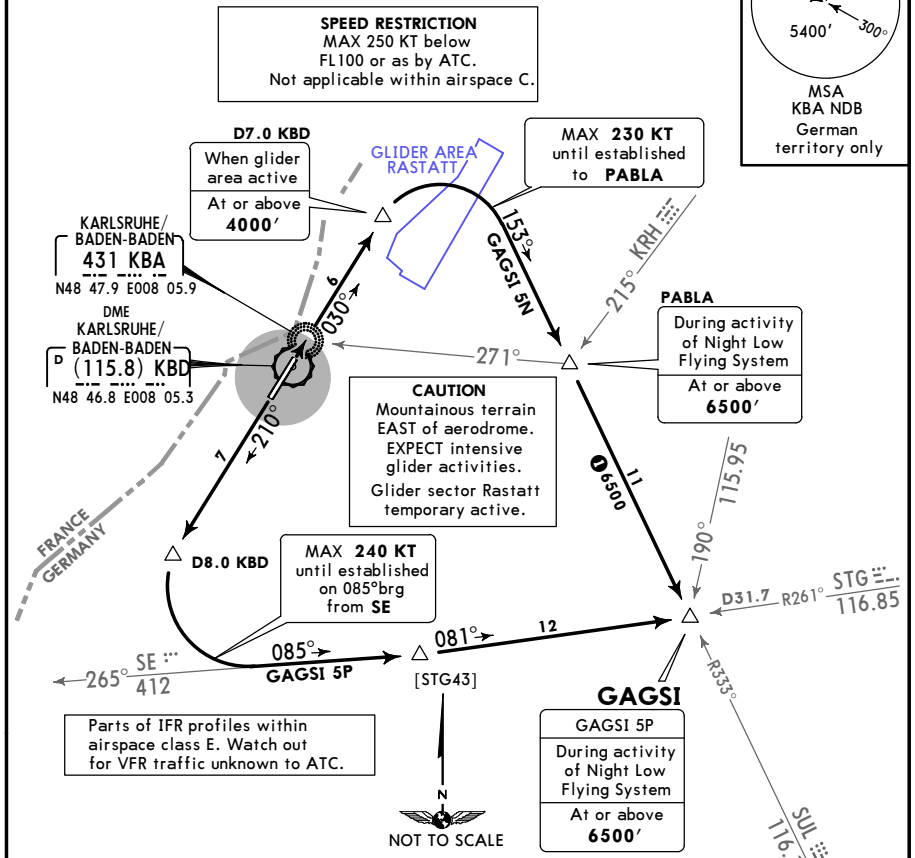 SPEED RESTRICTION
MAX 250 KT below
FL100 or as by ATC.
Not applicable within airspace C.
5400'
300°
MSA
KBA NDB
German
territory only
D7.0 KBD
When glider
area active
At or above
4000'
GLIDER AREA
RASTATT
MAX 230 KT
until established
to PABLA
KARLSRUHE/
BADEN-BADEN
431 KBA
N48 47.9 E008 05.9
DME
KARLSRUHE/
BADEN-BADEN
D (115.8) KBD
N48 46.8 E008 05.3
6
030°
153°
GAGSI 5N
215° KRH
271°
PABLA
During activity
of Night Low
Flying System
At or above
6500'
CAUTION
Mountainous terrain
EAST of aerodrome.
EXPECT intensive
glider activities.
Glider sector Rastatt
temporary active.
210°
7
11
6500
115.95
190°
FRANCE
GERMANY
D8.0 KBD
MAX 240 KT
until established
on 085°brg
from SE
D31.7 R261° STG
116.85
085°
GAGSI 5P
081°
12
265° SE
412
[STG43]
GAGSI
R333°
Parts of IFR profiles within
airspace class E. Watch out
for VFR traffic unknown to ATC.
GAGSI 5P
During activity
of Night Low
Flying System
At or above
6500'
N
NOT TO SCALE
SUL